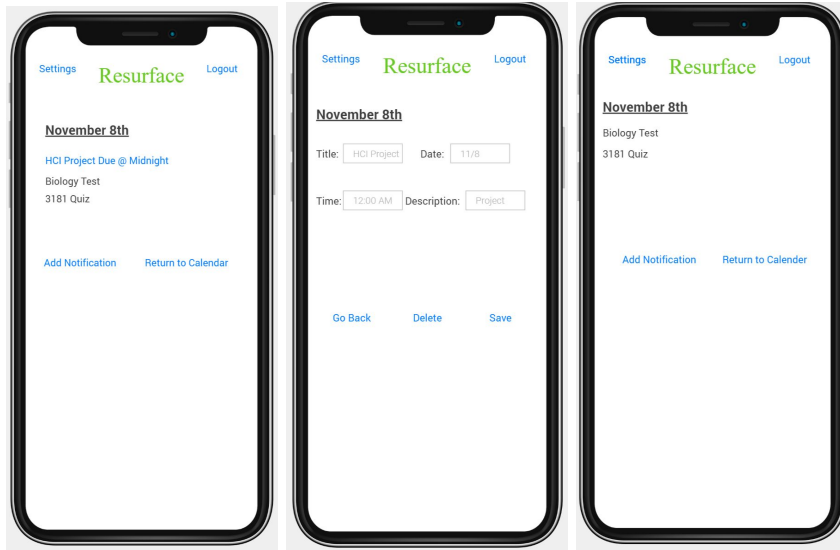 Settings Resurface Logout
November 8th
HCI Project Due @ Midnight
Biology Test
3181 Quiz
Add Notification Return to Calendar
Settings Resurface Logout
November 8th
Title: HCI Project Date: 11/8
Time: 12:00 AM Description: Project
Go Back Delete Save
Settings Resurface Logout
November 8th
Biology Test
3181 Quiz
Add Notification Return to Calender